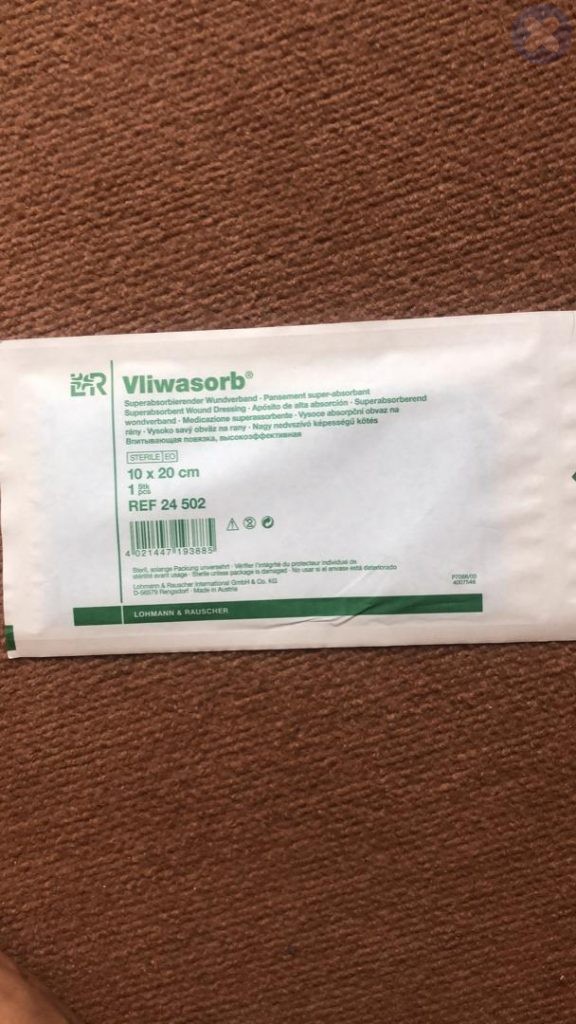 L&R
Vliwasorb®
Superabsorbierender Wundverband · Pansement super-absorbant
Superabsorbent Wound Dressing · Apósito de alta absorción · Superabsorberend
wondverband · Medicazione superassorbente · Vysoce absorpční obvaz na
rány · Vysoko savý obväz na rany · Nagy nedvszívó képességű kötés
Впитывающая повязка, высокоэффективная
STERILE EO
10 x 20 cm
1 Stk pcs
REF 24 502
4 021447 193885
Steril, solange Packung unversehrt · Vérifier l'intégrité du protecteur individuel de
stérilité avant usage · Sterile unless package is damaged · No usar si el envase está deteriorado
Lohmann & Rauscher International GmbH & Co. KG
D-56579 Rengsdorf · Made in Austria
LOHMANN & RAUSCHER